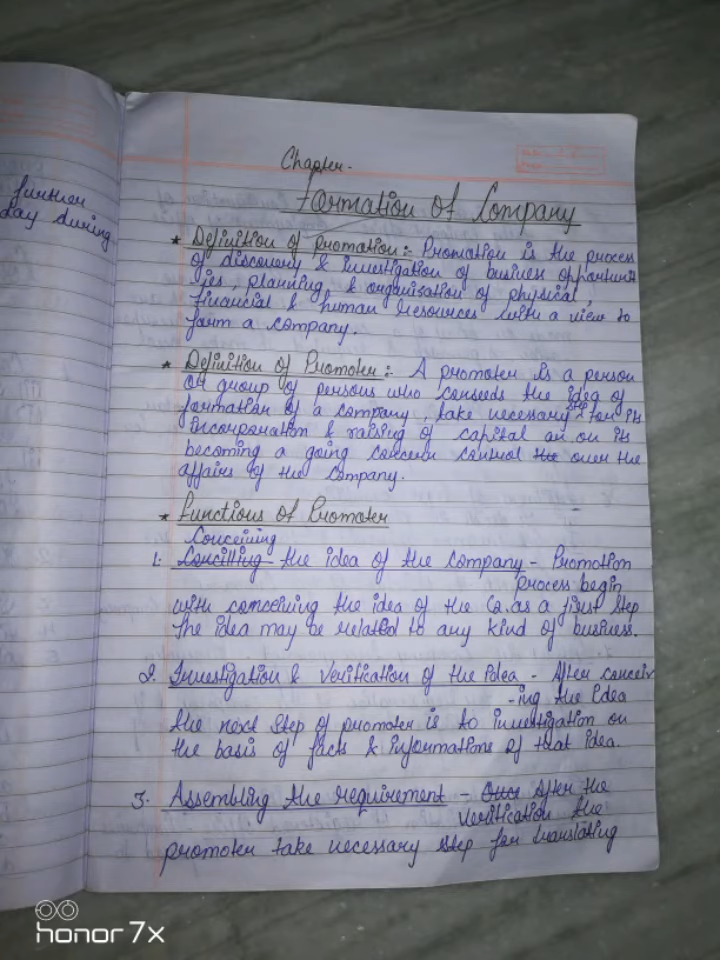 further
day during
Chapter-
Formation of Company
* Definition of promotion:- Promotion is the process
of discovery & investigation of business opportunit
-ies, planning, & organisation of physical,
financial & human resources with a view to
form a company.
* Definition of Promoter:- A promoter is a person
or group of persons who conseeds the idea of
formation of a company, take necessary step for its
incorporation & raising of capital an on its
becoming a going concern control the over the
affairs of the company.
* Functions of Promoter
Conceiving
1. the idea of the company - Promotion
process begin
with conceiving the idea of the Co. as a first step
The idea may be related to any kind of business.
2. Investigation & Verification of the idea - After conceiv
-ing the idea
the next step of promoter is to investigation on
the basis of facts & informations of that idea.
3. Assembling the requirement - After the
verification the
promoter take necessary step for translating
honor 7x